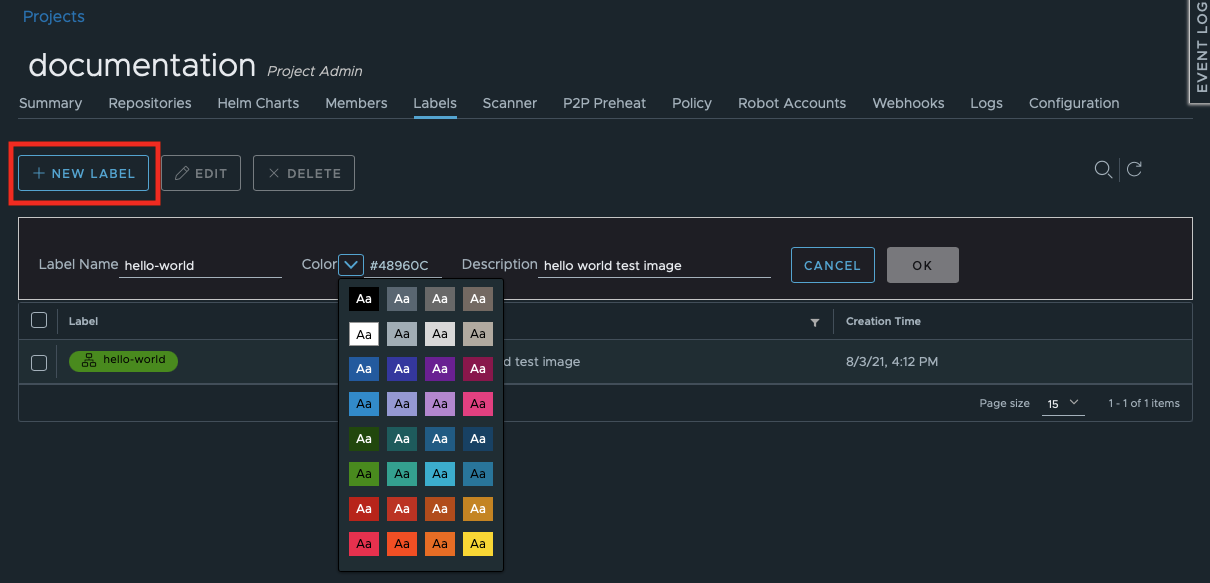 Projects
EVENT LOG
documentation Project Admin
Summary Repositories Helm Charts Members Labels Scanner P2P Preheat Policy Robot Accounts Webhooks Logs Configuration
+ NEW LABEL EDIT × DELETE
Label Name hello-world Color #48960C Description hello world test image CANCEL OK
Aa Aa Aa Aa
Label Creation Time
Aa Aa Aa Aa
hello-world d test image 8/3/21, 4:12 PM
Aa Aa Aa Aa
Aa Aa Aa Aa
Page size 15 1 - 1 of 1 items
Aa Aa Aa Aa
Aa Aa Aa Aa
Aa Aa Aa Aa
Aa Aa Aa Aa